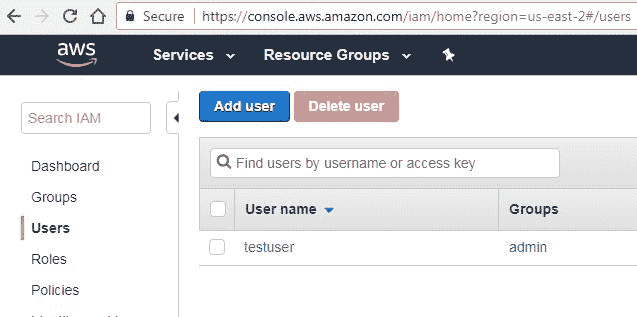 Secure https://console.aws.amazon.com/iam/home?region=us-east-2#/users
aws Services Resource Groups
Search IAM
Add user Delete user
Dashboard
Groups
Users
Roles
Policies
Find users by username or access key
User name Groups
testuser admin